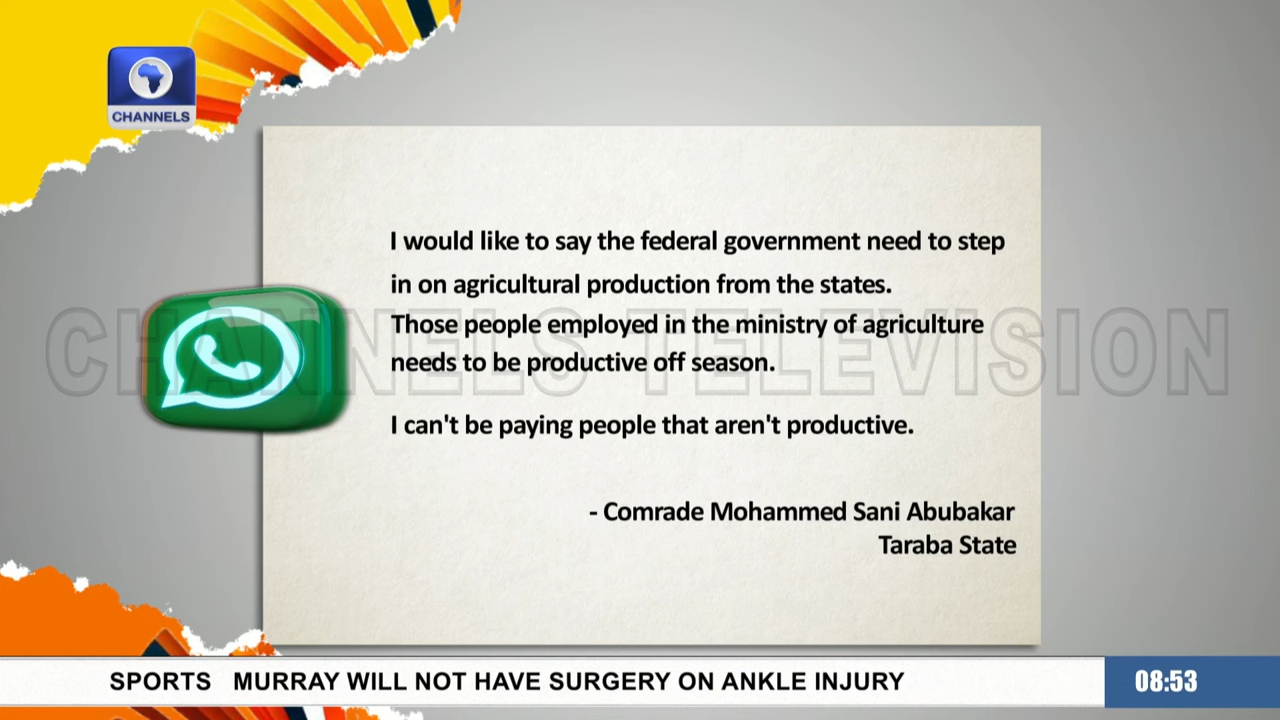 CHANNELS
I would like to say the federal government need to step
in on agricultural production from the states.
Those people employed in the ministry of agriculture
needs to be productive off season.
CHANNELS TELEVISION
I can't be paying people that aren't productive.
- Comrade Mohammed Sani Abubakar
Taraba State
SPORTS MURRAY WILL NOT HAVE SURGERY ON ANKLE INJURY
08:53